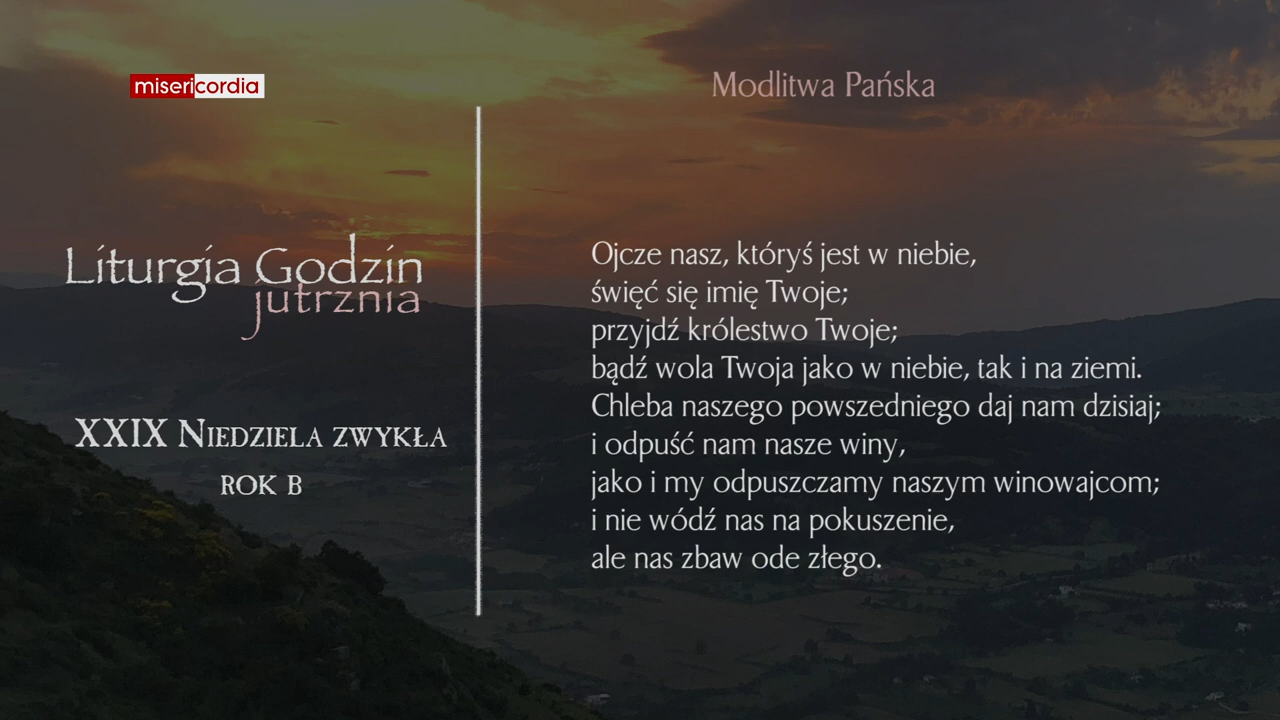 misericordia
Liturgia Godzin
jutrznia
XXIX Niedziela zwykła
rok B
Modlitwa Pańska
Ojcze nasz, któryś jest w niebie,
święć się imię Twoje;
przyjdź królestwo Twoje;
bądź wola Twoja jako w niebie, tak i na ziemi.
Chleba naszego powszedniego daj nam dzisiaj;
i odpuść nam nasze winy,
jako i my odpuszczamy naszym winowajcom;
i nie wódź nas na pokuszenie,
ale nas zbaw ode złego.